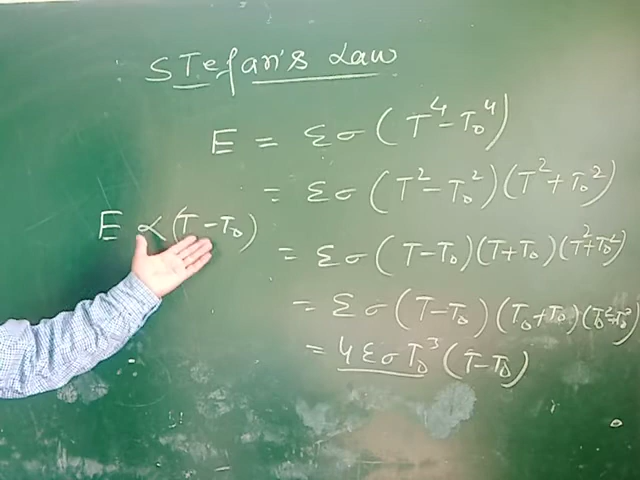 STefan's Law
E = εσ(T⁴-T₀⁴)
= εσ(T²-T₀²)(T²+T₀²)
E ∝ (T-T₀)
= εσ(T-T₀)(T+T₀)(T²+T₀²)
= εσ(T-T₀)(T₀+T₀)(T₀²+T₀²)
= 4εσT₀³(T-T₀)